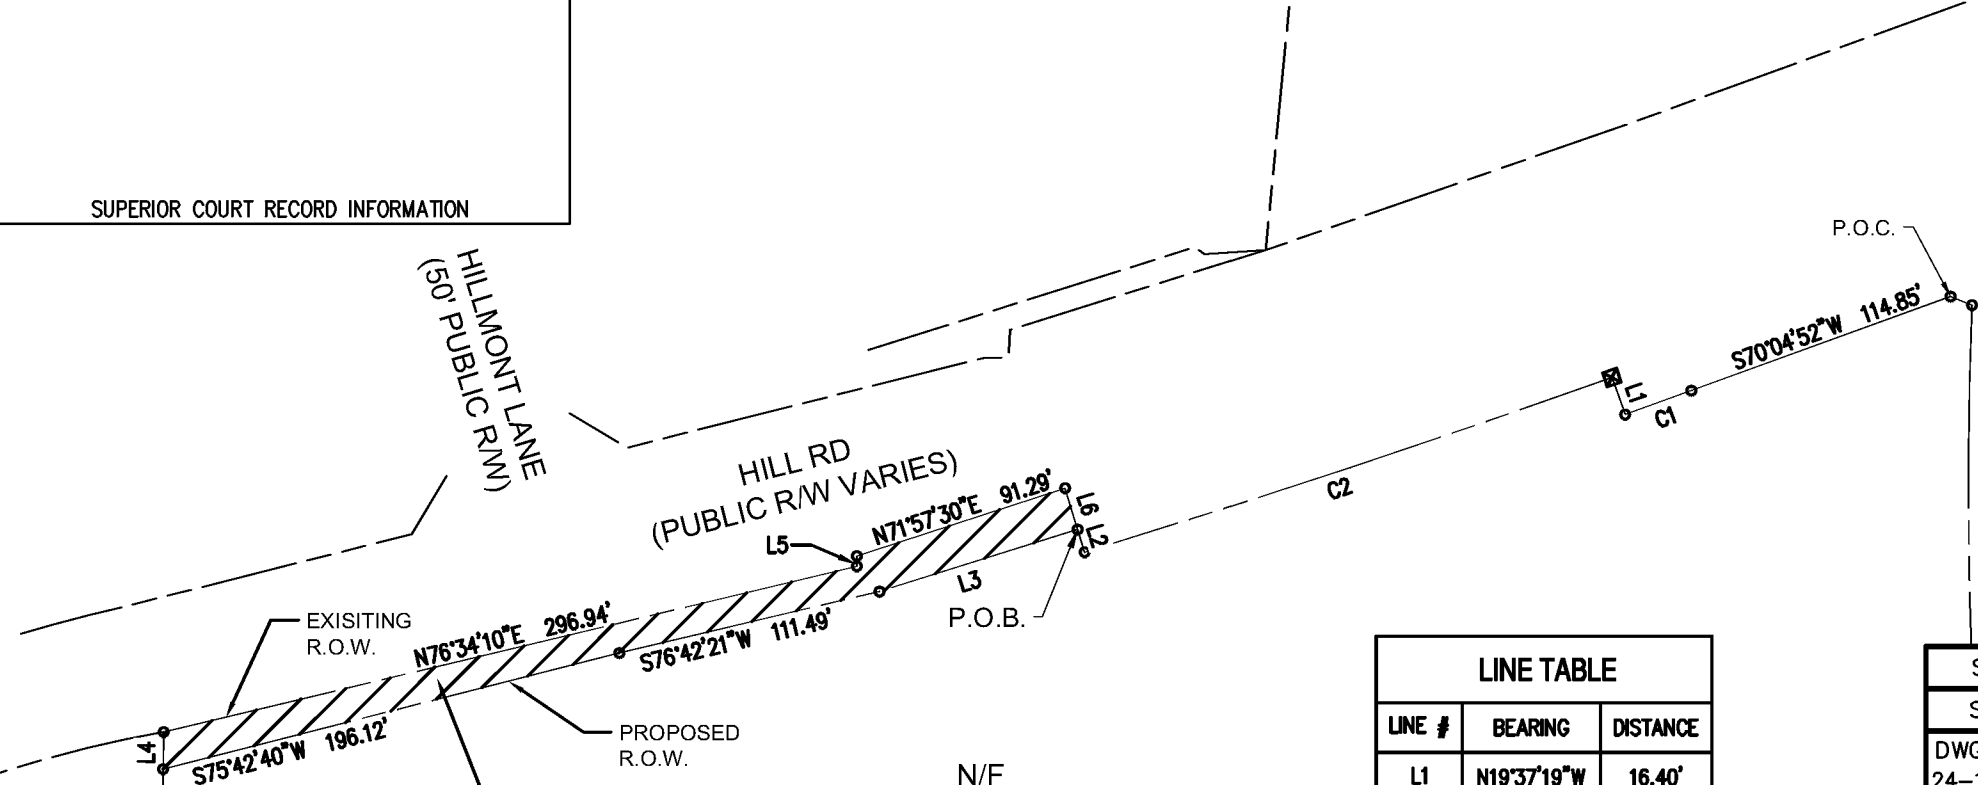 SUPERIOR COURT RECORD INFORMATION
HILLMONT LANE
(50' PUBLIC R/W)
P.O.C.
S70°04'52"W 114.85'
L1
C1
C2
HILL RD
(PUBLIC R/W VARIES)
N71°57'30"E 91.29'
L6
L2
L5
L3
P.O.B.
EXISITING
R.O.W.
N76°34'10"E 296.94'
S76°42'21"W 111.49'
L4
S75°42'40"W 196.12'
PROPOSED
R.O.W.
N/F
LINE TABLE
LINE # BEARING DISTANCE
L1 N19°37'19"W 16.40'
S
S
DWG